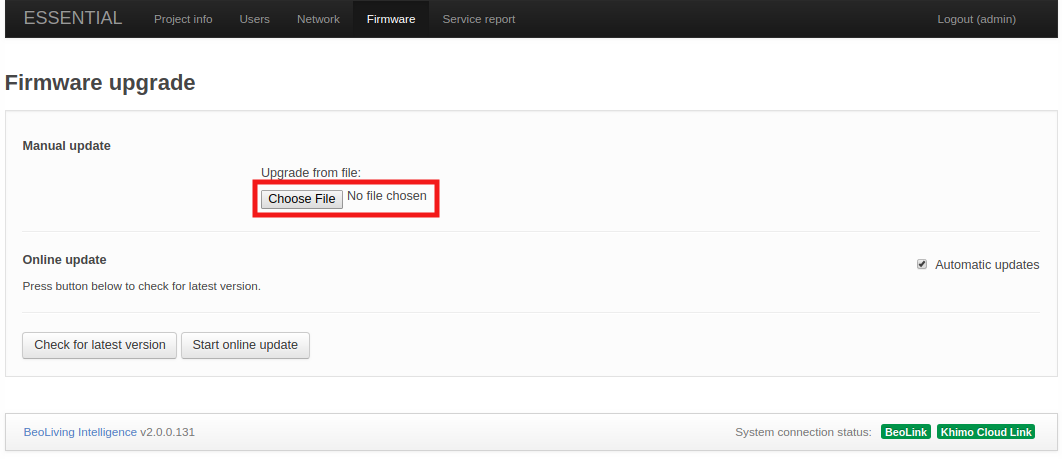 ESSENTIAL Project info Users Network Firmware Service report Logout (admin)
Firmware upgrade
Manual update
Upgrade from file:
Choose File No file chosen
Online update
Automatic updates
Press button below to check for latest version.
Check for latest version Start online update
BeoLiving Intelligence v2.0.0.131 System connection status: BeoLink Khimo Cloud Link